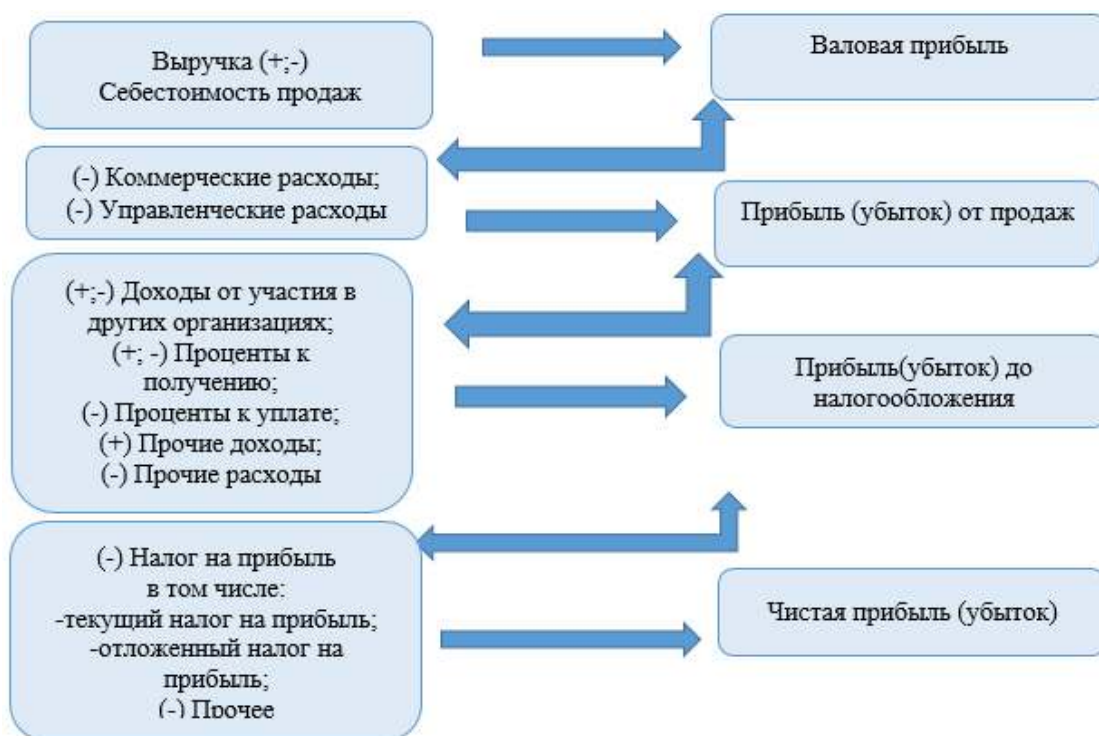 Выручка (+;-)
Себестоимость продаж
Валовая прибыль
(-) Коммерческие расходы;
(-) Управленческие расходы
Прибыль (убыток) от продаж
(+;-) Доходы от участия в
других организациях;
(+; -) Проценты к
получению;
(-) Проценты к уплате;
(+) Прочие доходы;
(-) Прочие расходы
Прибыль(убыток) до
налогообложения
(-) Налог на прибыль
в том числе:
-текущий налог на прибыль;
-отложенный налог на
прибыль;
(-) Прочее
Чистая прибыль (убыток)